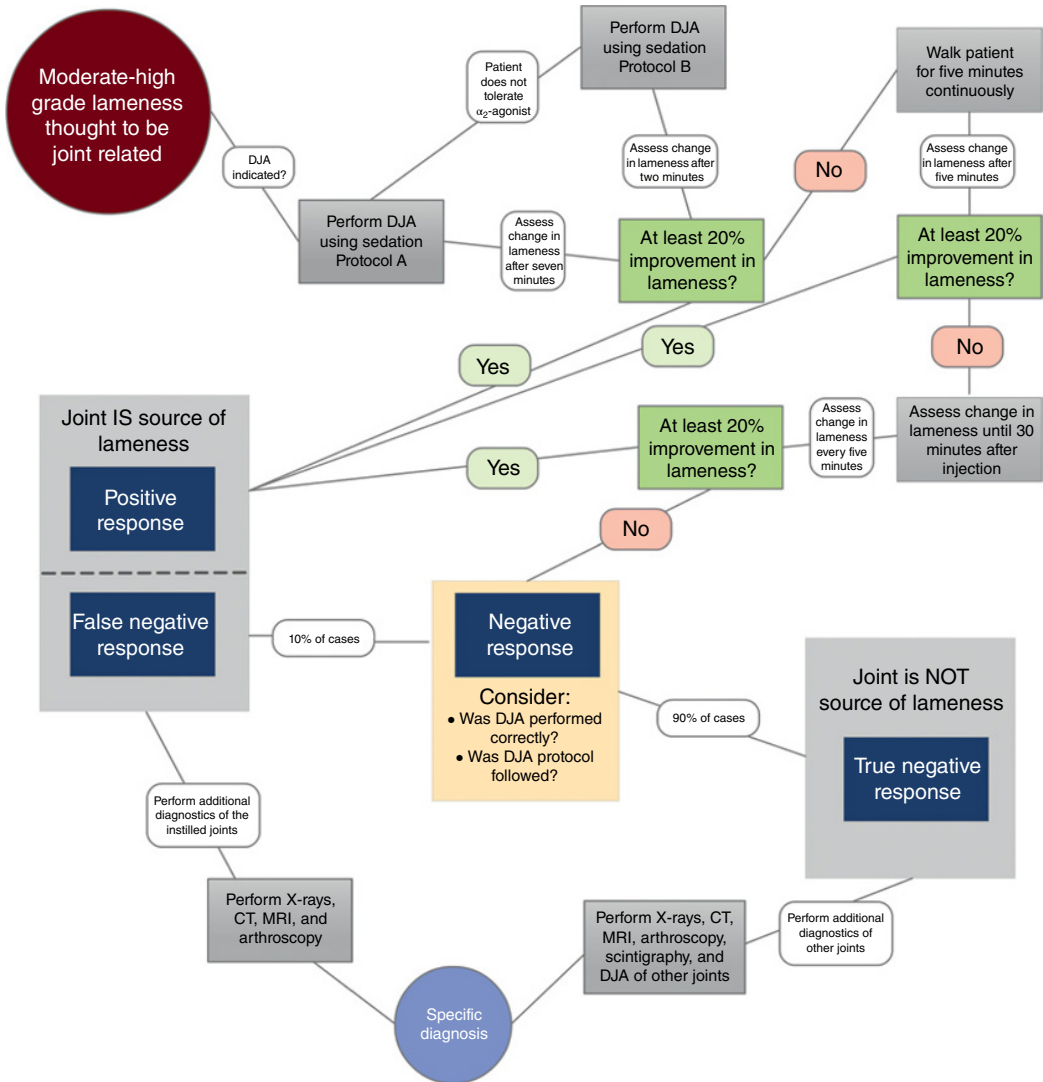 Moderate-high
grade lameness
thought to be
joint related
DJA
indicated?
Perform DJA
using sedation
Protocol A
Patient
does not
tolerate
α₂-agonist
Perform DJA
using sedation
Protocol B
Assess change
in lameness after
two minutes
Assess
change in
lameness
after seven
minutes
At least 20%
improvement in
lameness?
No
Walk patient
for five minutes
continuously
Assess change
in lameness after
five minutes
At least 20%
improvement in
lameness?
Yes
Yes
No
Assess change in
lameness until 30
minutes after
injection
Assess
change in
lameness
every five
minutes
At least 20%
improvement in
lameness?
Yes
No
Joint IS source of
lameness
Positive
response
False negative
response
10% of cases
Negative
response
Consider:
• Was DJA performed
correctly?
• Was DJA protocol
followed?
90% of cases
Joint is NOT
source of lameness
True negative
response
Perform additional
diagnostics of the
instilled joints
Perform X-rays,
CT, MRI, and
arthroscopy
Perform additional
diagnostics of
other joints
Perform X-rays, CT,
MRI, arthroscopy,
scintigraphy, and
DJA of other joints
Specific
diagnosis